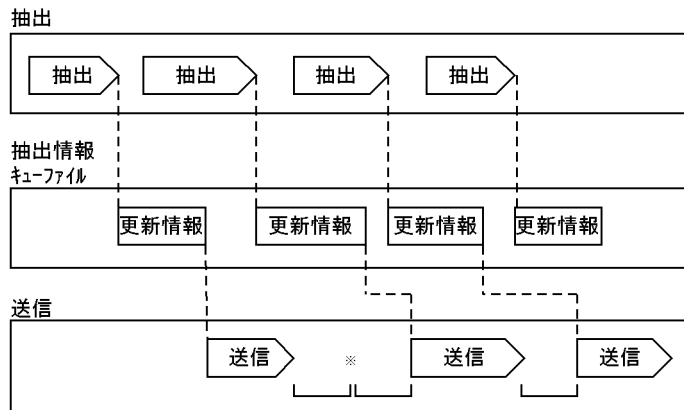 抽出
抽出 抽出 抽出 抽出
抽出情報
ｷｭｰﾌｧｲﾙ
更新情報 更新情報 更新情報 更新情報
送信
送信 ※ 送信 送信